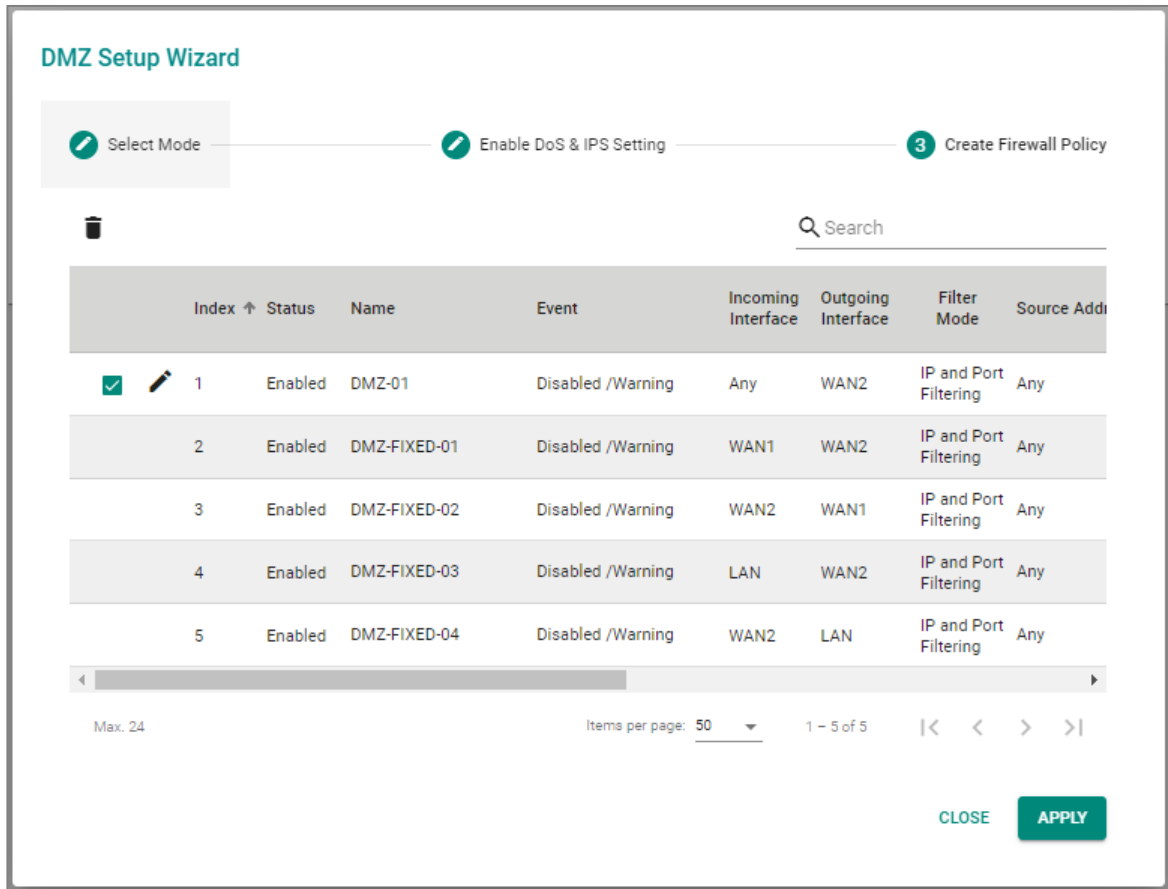 DMZ Setup Wizard
Select Mode Enable DoS & IPS Setting 3 Create Firewall Policy
Search
Index Status Name Event Incoming Interface Outgoing Interface Filter Mode Source Addr
1 Enabled DMZ-01 Disabled /Warning Any WAN2 IP and Port Filtering Any
2 Enabled DMZ-FIXED-01 Disabled /Warning WAN1 WAN2 IP and Port Filtering Any
3 Enabled DMZ-FIXED-02 Disabled /Warning WAN2 WAN1 IP and Port Filtering Any
4 Enabled DMZ-FIXED-03 Disabled /Warning LAN WAN2 IP and Port Filtering Any
5 Enabled DMZ-FIXED-04 Disabled /Warning WAN2 LAN IP and Port Filtering Any
Max. 24 Items per page: 50 1 – 5 of 5
CLOSE APPLY